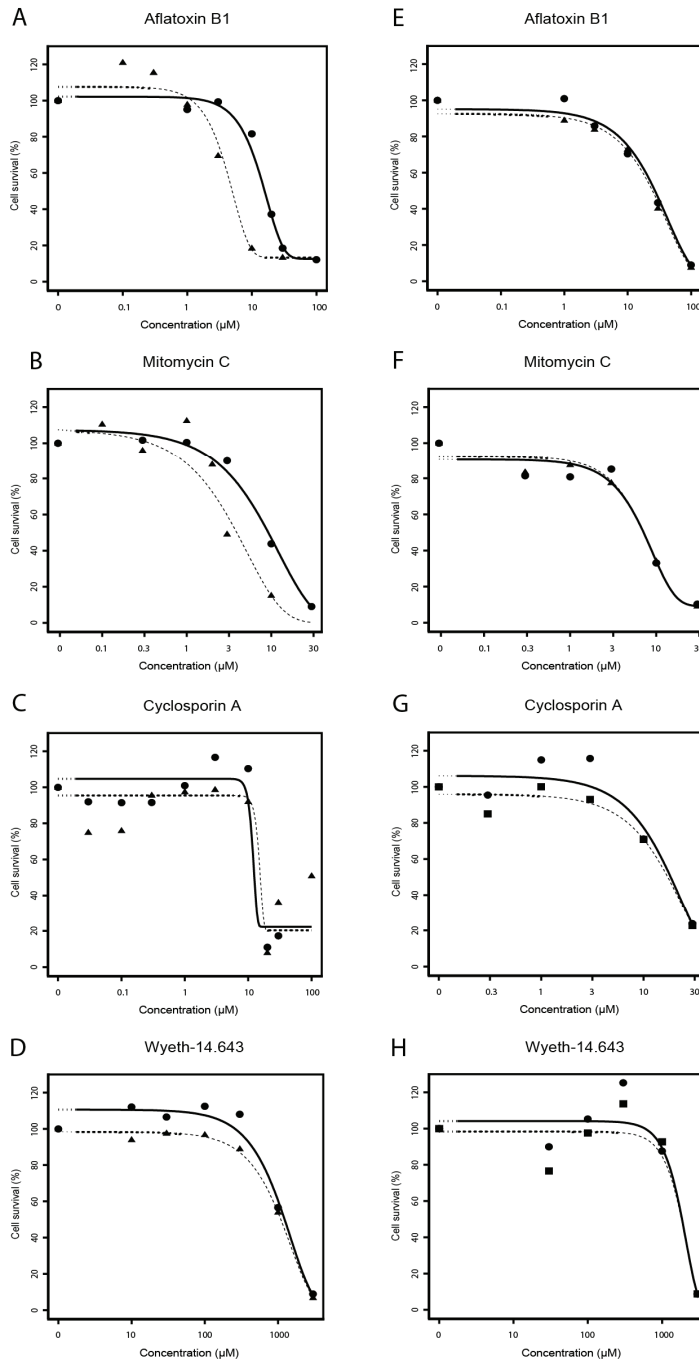 A
Aflatoxin B1
Cell survival (%)
120
100
80
60
40
20
0
0 0.1 1 10 100
Concentration (µM)
B
Mitomycin C
Cell survival (%)
120
100
80
60
40
20
0
0 0.1 0.3 1 3 10 30
Concentration (µM)
C
Cyclosporin A
Cell survival (%)
120
100
80
60
40
20
0
0 0.1 1 10 100
Concentration (µM)
D
Wyeth-14.643
Cell survival (%)
120
100
80
60
40
20
0
0 10 100 1000
Concentration (µM)
E
Aflatoxin B1
Cell survival (%)
120
100
80
60
40
20
0
0 0.1 1 10 100
Concentration (µM)
F
Mitomycin C
Cell survival (%)
120
100
80
60
40
20
0
0 0.1 0.3 1 3 10
Concentration (µM)
G
Cyclosporin A
Cell survival (%)
120
100
80
60
40
20
0
0 0.3 1 3 10 30
Concentration (µM)
H
Wyeth-14.643
Cell survival (%)
120
100
80
60
40
20
0
0 10 100 1000
Concentration (µM)